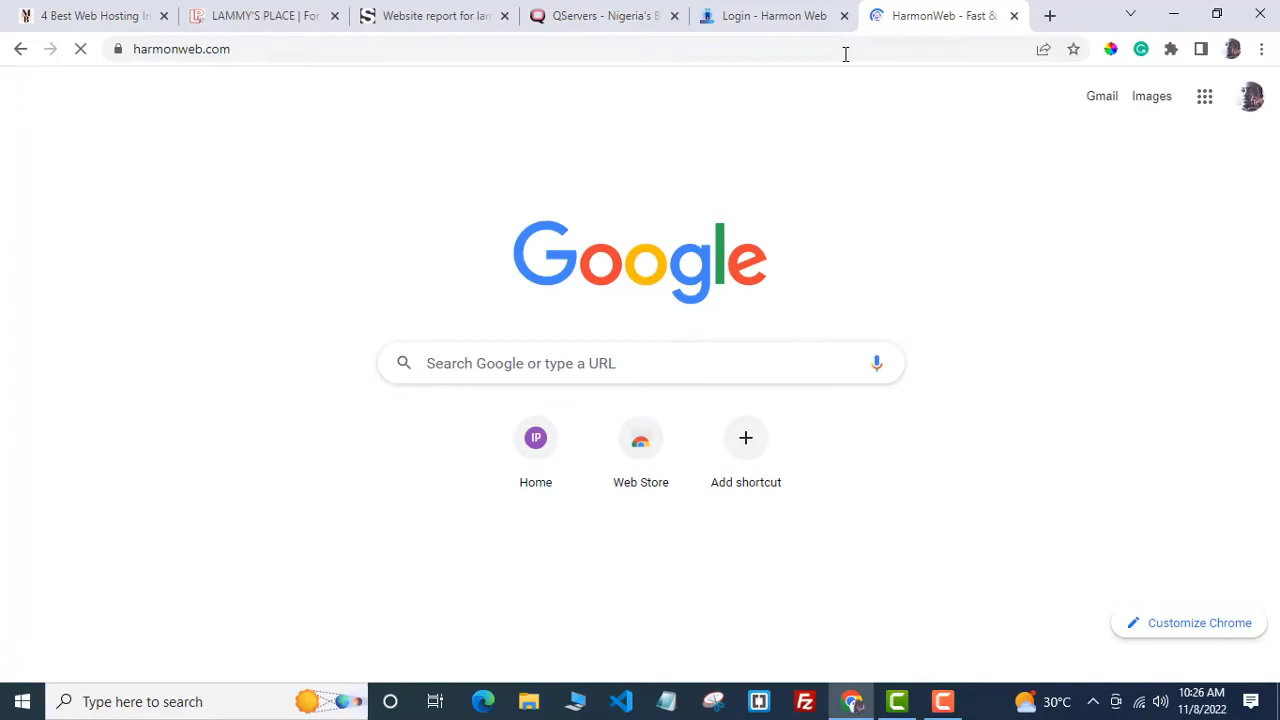 4 Best Web Hosting In
LAMMY'S PLACE | For
Website report for lam
QServers - Nigeria's B
Login - Harmon Web
HarmonWeb - Fast &
harmonweb.com
Gmail
Images
Google
Search Google or type a URL
IP
Home
Web Store
Add shortcut
Customize Chrome
Type here to search
30°C
10:26 AM
11/8/2022